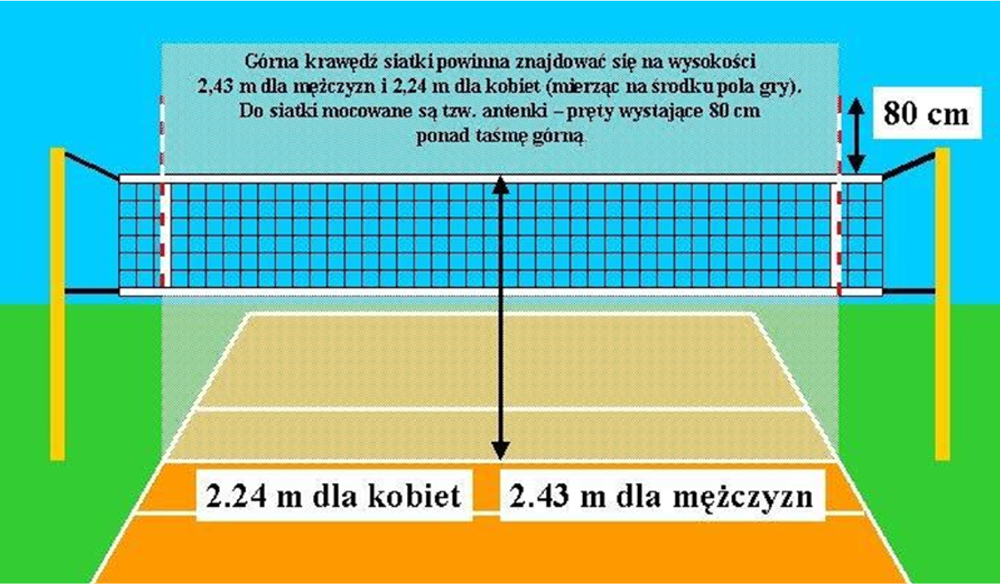 Górna krawędź siatki powinna znajdować się na wysokości
2,43 m dla mężczyzn i 2,24 m dla kobiet (mierząc na środku pola gry).
Do siatki mocowane są tzw. antenki – pręty wystające 80 cm
ponad taśmę górną.
80 cm
2.24 m dla kobiet
2.43 m dla mężczyzn